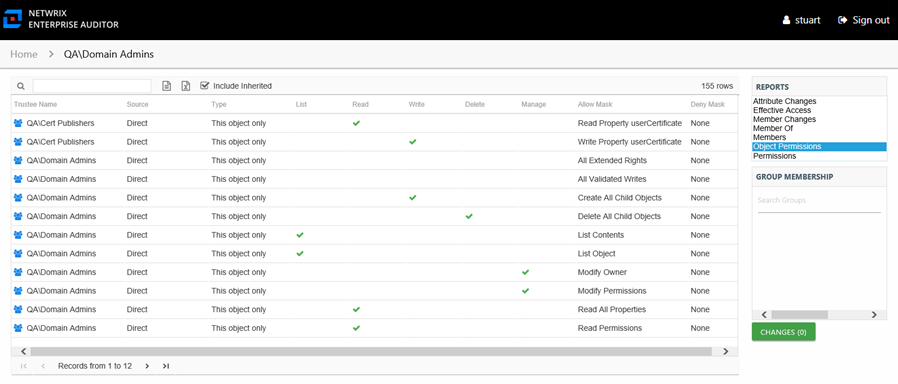 NETWRIX
ENTERPRISE AUDITOR
stuart
Sign out
Home > QA\Domain Admins
Include Inherited
155 rows
Trustee Name Source Type List Read Write Delete Manage Allow Mask Deny Mask
QA\Cert Publishers Direct This object only Read Property userCertificate None
QA\Cert Publishers Direct This object only Write Property userCertificate None
QA\Domain Admins Direct This object only All Extended Rights None
QA\Domain Admins Direct This object only All Validated Writes None
QA\Domain Admins Direct This object only Create All Child Objects None
QA\Domain Admins Direct This object only Delete All Child Objects None
QA\Domain Admins Direct This object only List Contents None
QA\Domain Admins Direct This object only List Object None
QA\Domain Admins Direct This object only Modify Owner None
QA\Domain Admins Direct This object only Modify Permissions None
QA\Domain Admins Direct This object only Read All Properties None
QA\Domain Admins Direct This object only Read Permissions None
Records from 1 to 12
REPORTS
Attribute Changes
Effective Access
Member Changes
Member Of
Members
Object Permissions
Permissions
GROUP MEMBERSHIP
Search Groups
CHANGES (0)